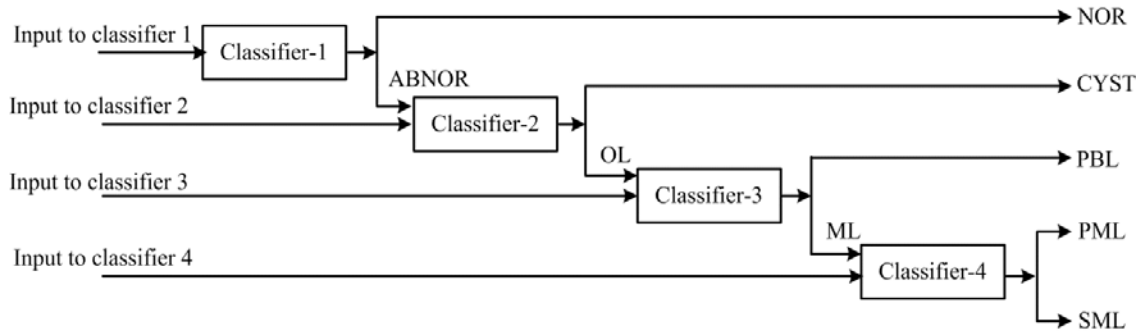 NOR
Input to classifier 1
Classifier-1
ABNOR
CYST
Input to classifier 2
Classifier-2
OL
PBL
Input to classifier 3
Classifier-3
ML
PML
Input to classifier 4
Classifier-4
SML